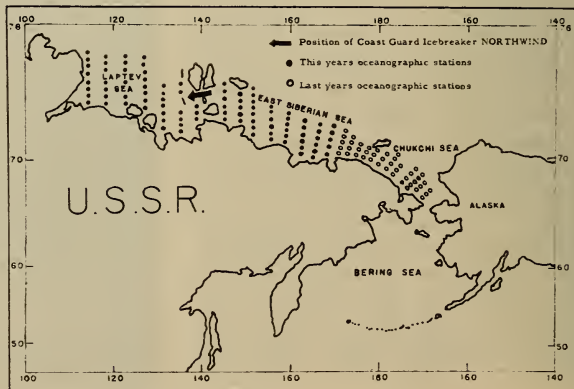 100 120 140 160 180 160 140
76
Position of Coast Guard Icebreaker NORTHWIND
This years oceanographic stations
Last years oceanographic stations
LAPTEV
SEA
EAST SIBERIAN SEA
CHUKCHI SEA
70 70
U.S.S.R.
ALASKA
BERING SEA
60 60
50 50
100 120 140 160 180 160 140